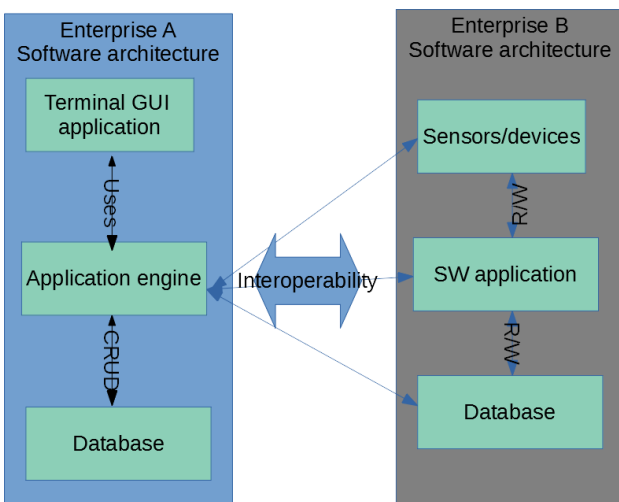 Enterprise A
Software architecture
Terminal GUI
application
Uses
Application engine
CRUD
Database
Interoperability
Enterprise B
Software architecture
Sensors/devices
R/W
SW application
R/W
Database